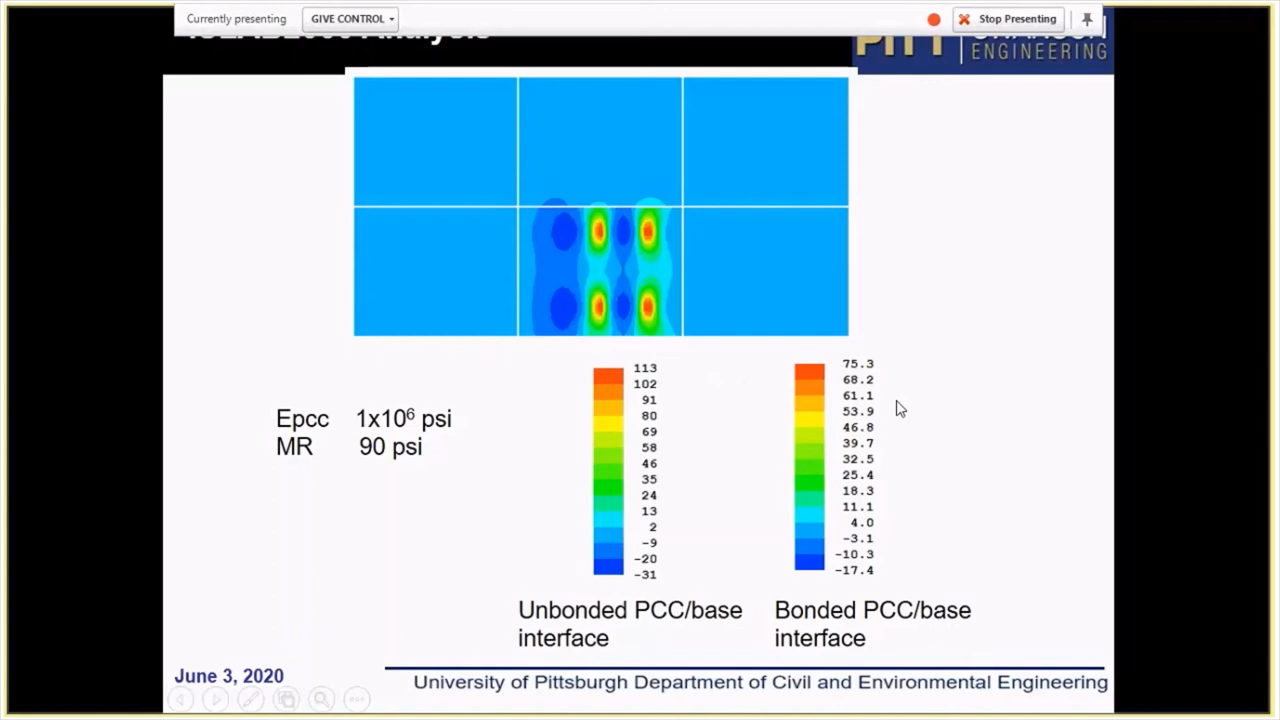 Currently presenting
GIVE CONTROL
Stop Presenting
Analysis
PITT
ENGINEERING
113
102
91
80
69
58
46
35
24
13
2
-9
-20
-31
75.3
68.2
61.1
53.9
46.8
39.7
32.5
25.4
18.3
11.1
4.0
-3.1
-10.3
-17.4
Epcc 1x10⁶ psi
MR 90 psi
Unbonded PCC/base
interface
Bonded PCC/base
interface
June 3, 2020
University of Pittsburgh Department of Civil and Environmental Engineering